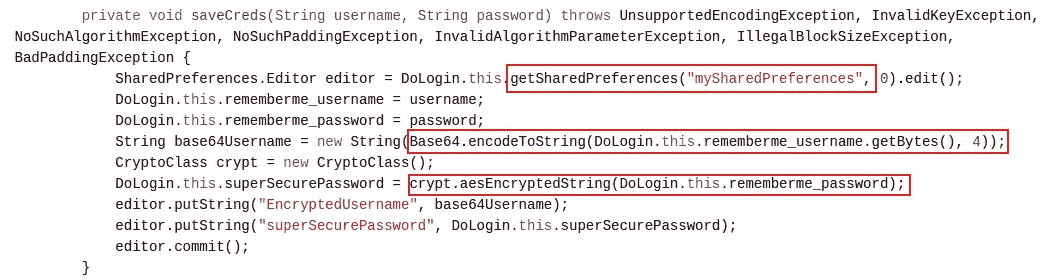 private void saveCreds(String username, String password) throws UnsupportedEncodingException, InvalidKeyException,
NoSuchAlgorithmException, NoSuchPaddingException, InvalidAlgorithmParameterException, IllegalBlockSizeException,
BadPaddingException {
SharedPreferences.Editor editor = DoLogin.this.getSharedPreferences("mySharedPreferences", 0).edit();
DoLogin.this.rememberme_username = username;
DoLogin.this.rememberme_password = password;
String base64Username = new String(Base64.encodeToString(DoLogin.this.rememberme_username.getBytes(), 4));
CryptoClass crypt = new CryptoClass();
DoLogin.this.superSecurePassword = crypt.aesEncryptedString(DoLogin.this.rememberme_password);
editor.putString("EncryptedUsername", base64Username);
editor.putString("superSecurePassword", DoLogin.this.superSecurePassword);
editor.commit();
}